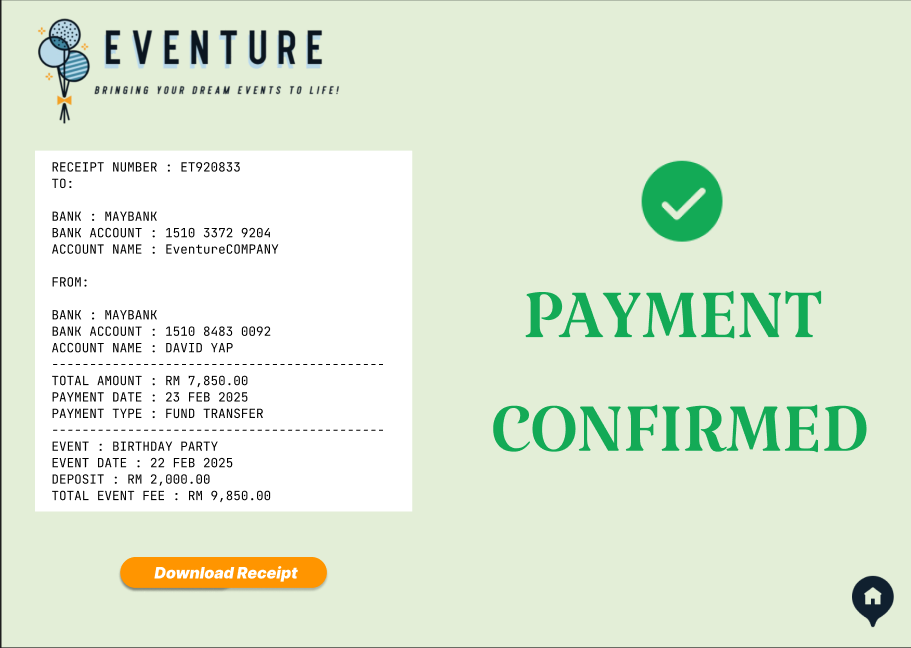 EVENTURE
BRINGING YOUR DREAM EVENTS TO LIFE!
RECEIPT NUMBER : ET920833
TO:
BANK : MAYBANK
BANK ACCOUNT : 1510 3372 9204
ACCOUNT NAME : EventureCOMPANY
FROM:
BANK : MAYBANK
BANK ACCOUNT : 1510 8483 0092
ACCOUNT NAME : DAVID YAP
--------------------------------------------
TOTAL AMOUNT : RM 7,850.00
PAYMENT DATE : 23 FEB 2025
PAYMENT TYPE : FUND TRANSFER
--------------------------------------------
EVENT : BIRTHDAY PARTY
EVENT DATE : 22 FEB 2025
DEPOSIT : RM 2,000.00
TOTAL EVENT FEE : RM 9,850.00
PAYMENT
CONFIRMED
Download Receipt